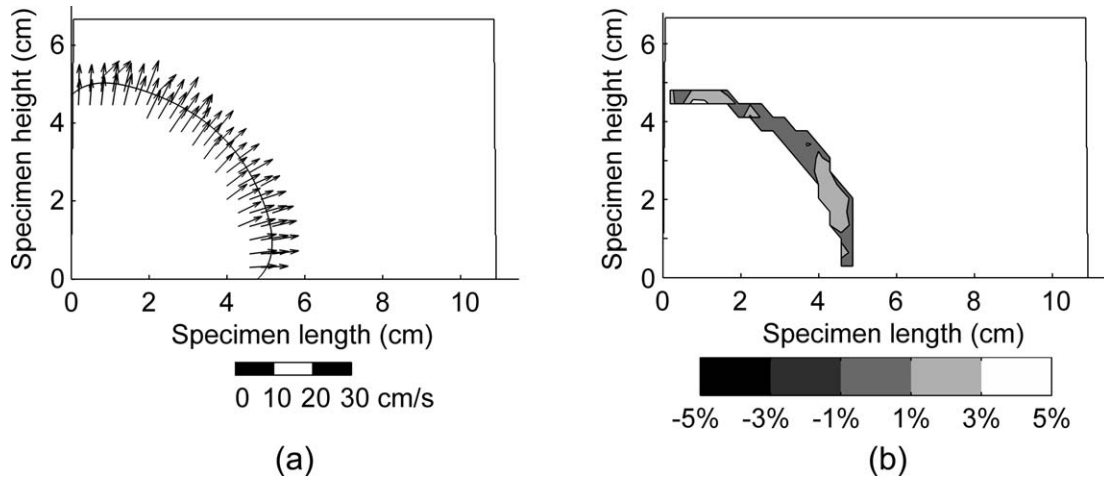 Specimen height (cm)
6
4
2
0
0 2 4 6 8 10
Specimen length (cm)
0 10 20 30 cm/s
(a)
Specimen height (cm)
6
4
2
0
0 2 4 6 8 10
Specimen length (cm)
-5% -3% -1% 1% 3% 5%
(b)